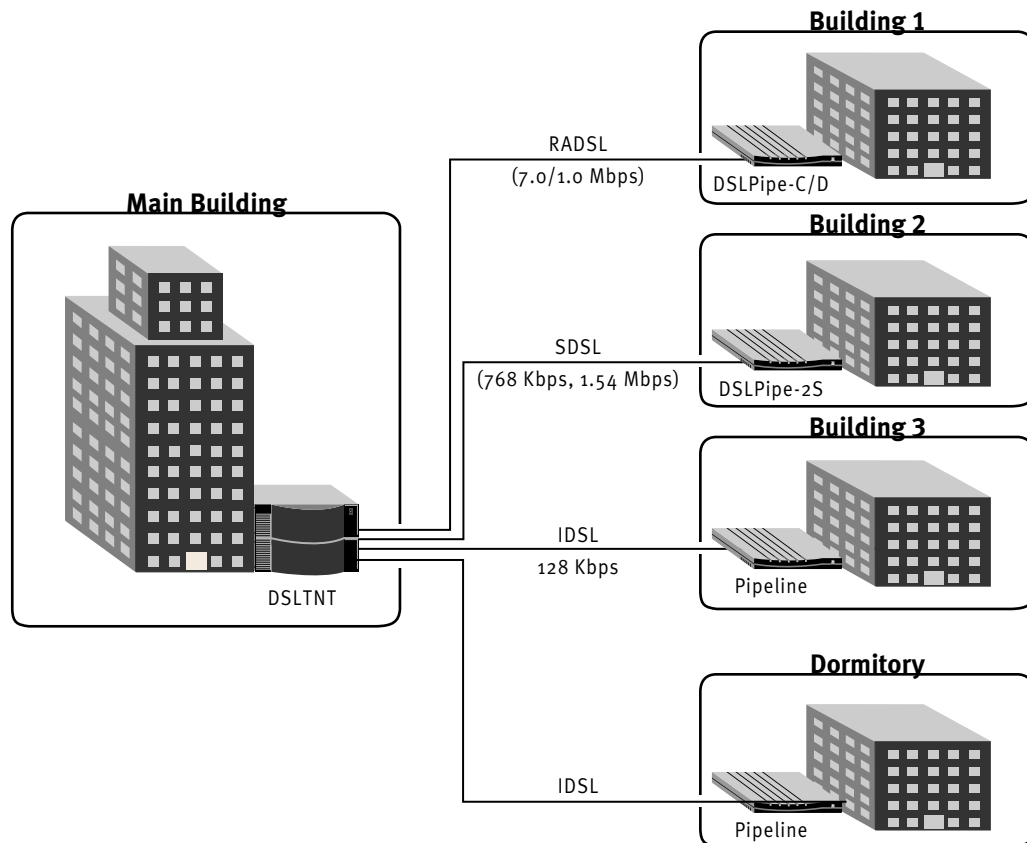 Building 1
RADSL
(7.0/1.0 Mbps)
DSLPipe-C/D
Main Building
Building 2
SDSL
(768 Kbps, 1.54 Mbps)
DSLPipe-2S
Building 3
IDSL
128 Kbps
Pipeline
DSLTNT
Dormitory
IDSL
Pipeline